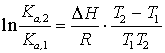 ln K_{a,2}/K_{a,1} = ΔH/R · (T_2 − T_1)/(T_1T_2)